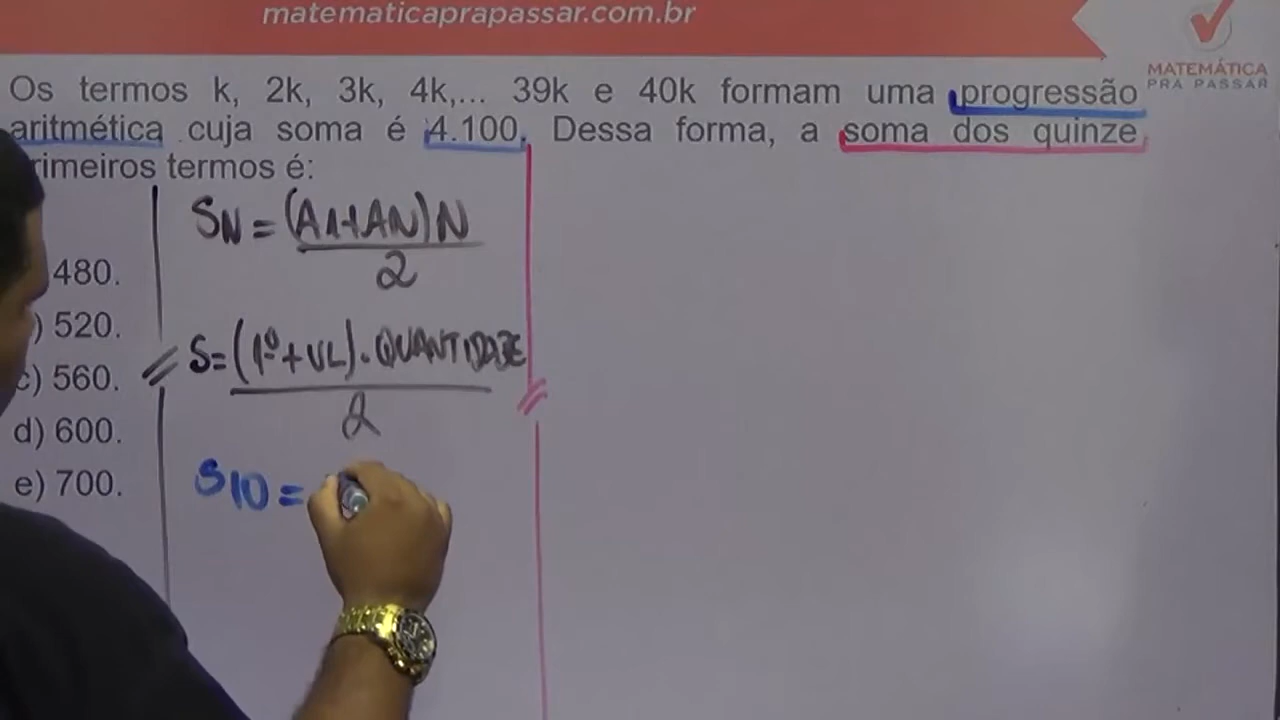 matematicaprapassar.com.br
MATEMÁTICA
PRA PASSAR
Os termos k, 2k, 3k, 4k,... 39k e 40k formam uma progressão
aritmética cuja soma é 4.100. Dessa forma, a soma dos quinze
rimeiros termos é:
480.
) 520.
c) 560.
d) 600.
e) 700.
SN = (A1+AN)N
2
S = (1º + UL) . QUANTIDADE
2
S10 =